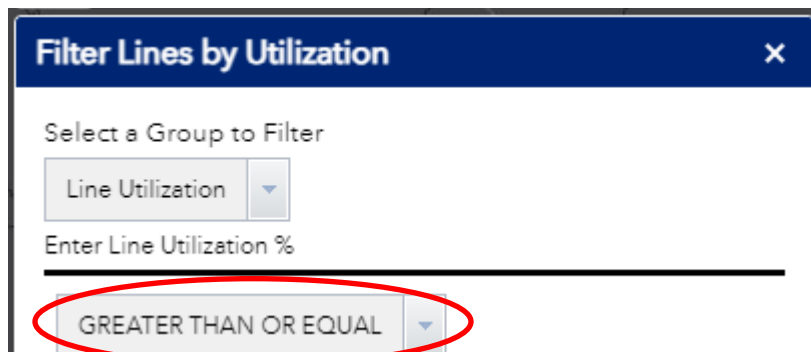 Filter Lines by Utilization ×
Select a Group to Filter
Line Utilization
Enter Line Utilization %
GREATER THAN OR EQUAL